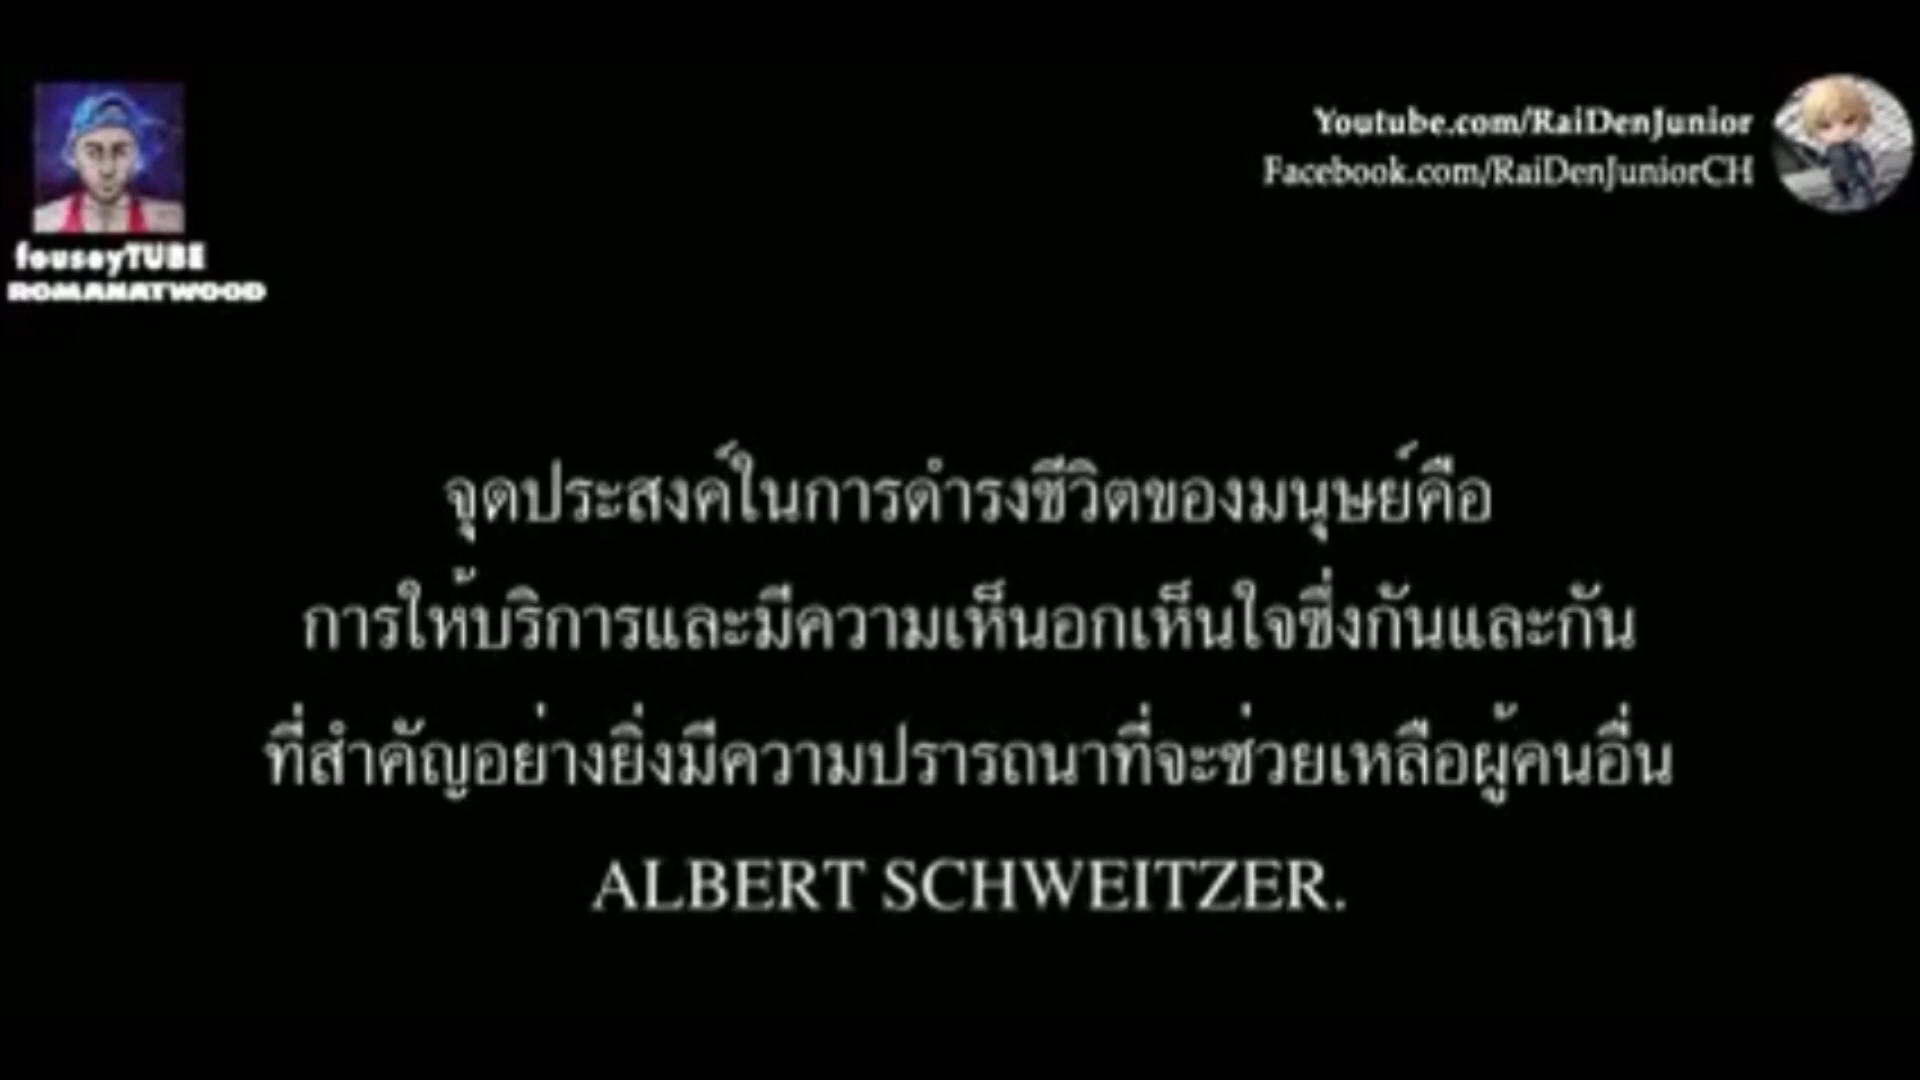 Youtube.com/RaiDenJunior
Facebook.com/RaiDenJuniorCH
fouseyTUBE
ROMANATWOOD
จุดประสงค์ในการดำรงชีวิตของมนุษย์คือ
การให้บริการและมีความเห็นอกเห็นใจซึ่งกันและกัน
ที่สำคัญอย่างยิ่งมีความปรารถนาที่จะช่วยเหลือผู้คนอื่น
ALBERT SCHWEITZER.